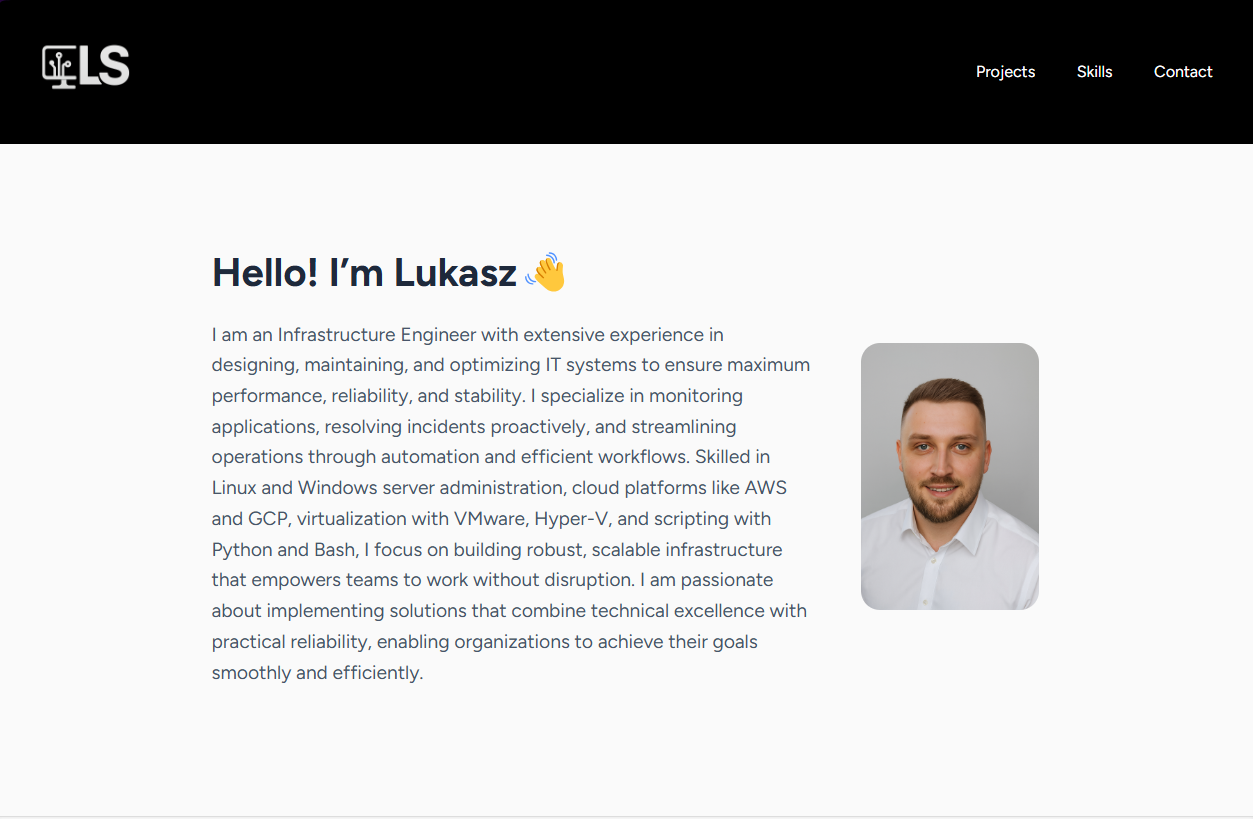 LS
Projects Skills Contact
Hello! I’m Lukasz 👋
I am an Infrastructure Engineer with extensive experience in
designing, maintaining, and optimizing IT systems to ensure maximum
performance, reliability, and stability. I specialize in monitoring
applications, resolving incidents proactively, and streamlining
operations through automation and efficient workflows. Skilled in
Linux and Windows server administration, cloud platforms like AWS
and GCP, virtualization with VMware, Hyper-V, and scripting with
Python and Bash, I focus on building robust, scalable infrastructure
that empowers teams to work without disruption. I am passionate
about implementing solutions that combine technical excellence with
practical reliability, enabling organizations to achieve their goals
smoothly and efficiently.